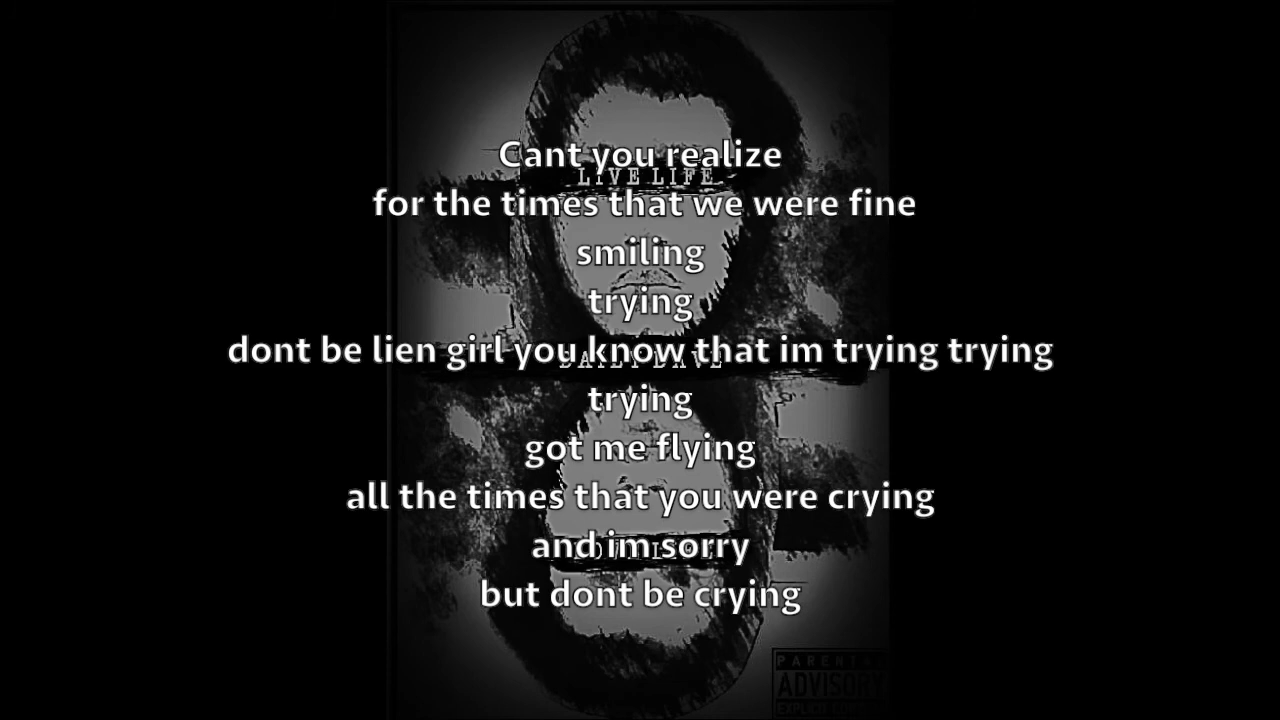 Cant you realize
LIVE LIFE
for the times that we were fine
smiling
trying
dont be lien girl you know that im trying trying
DAILY DAVE
trying
got me flying
all the times that you were crying
and im sorry
but dont be crying
PARENTAL
ADVISORY
EXPLICIT